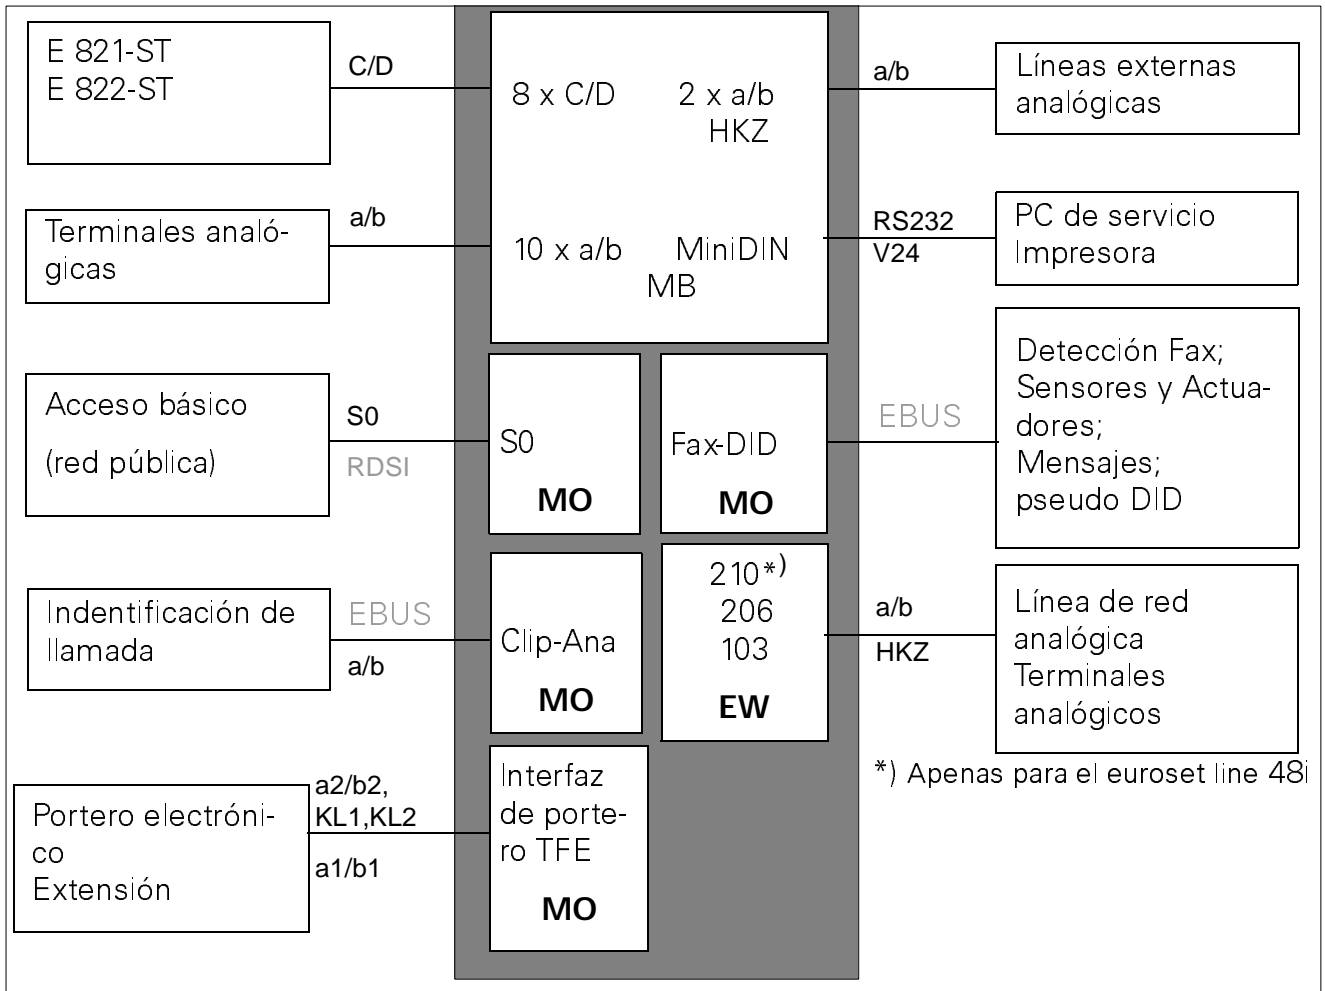 E 821-ST
E 822-ST
C/D
8 x C/D
2 x a/b
HKZ
a/b
Líneas externas
analógicas
Terminales analó-
gicas
a/b
10 x a/b
MiniDIN
MB
RS232
V24
PC de servicio
Impresora
Acceso básico
(red pública)
S0
RDSI
S0
MO
Fax-DID
MO
EBUS
Detección Fax;
Sensores y Actua-
dores;
Mensajes;
pseudo DID
Indentificación de
llamada
EBUS
a/b
Clip-Ana
MO
210*)
206
103
EW
a/b
HKZ
Línea de red
analógica
Terminales
analógicos
*) Apenas para el euroset line 48i
Portero electróni-
co
Extensión
a2/b2,
KL1,KL2
a1/b1
Interfaz
de porte-
ro TFE
MO